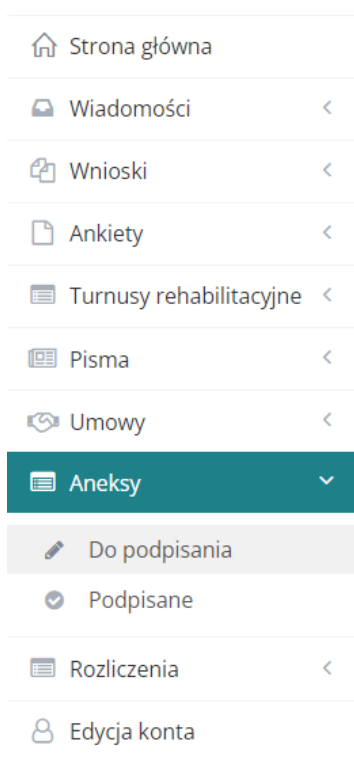 Strona główna
Wiadomości
Wnioski
Ankiety
Turnusy rehabilitacyjne
Pisma
Umowy
Aneksy
Do podpisania
Podpisane
Rozliczenia
Edycja konta